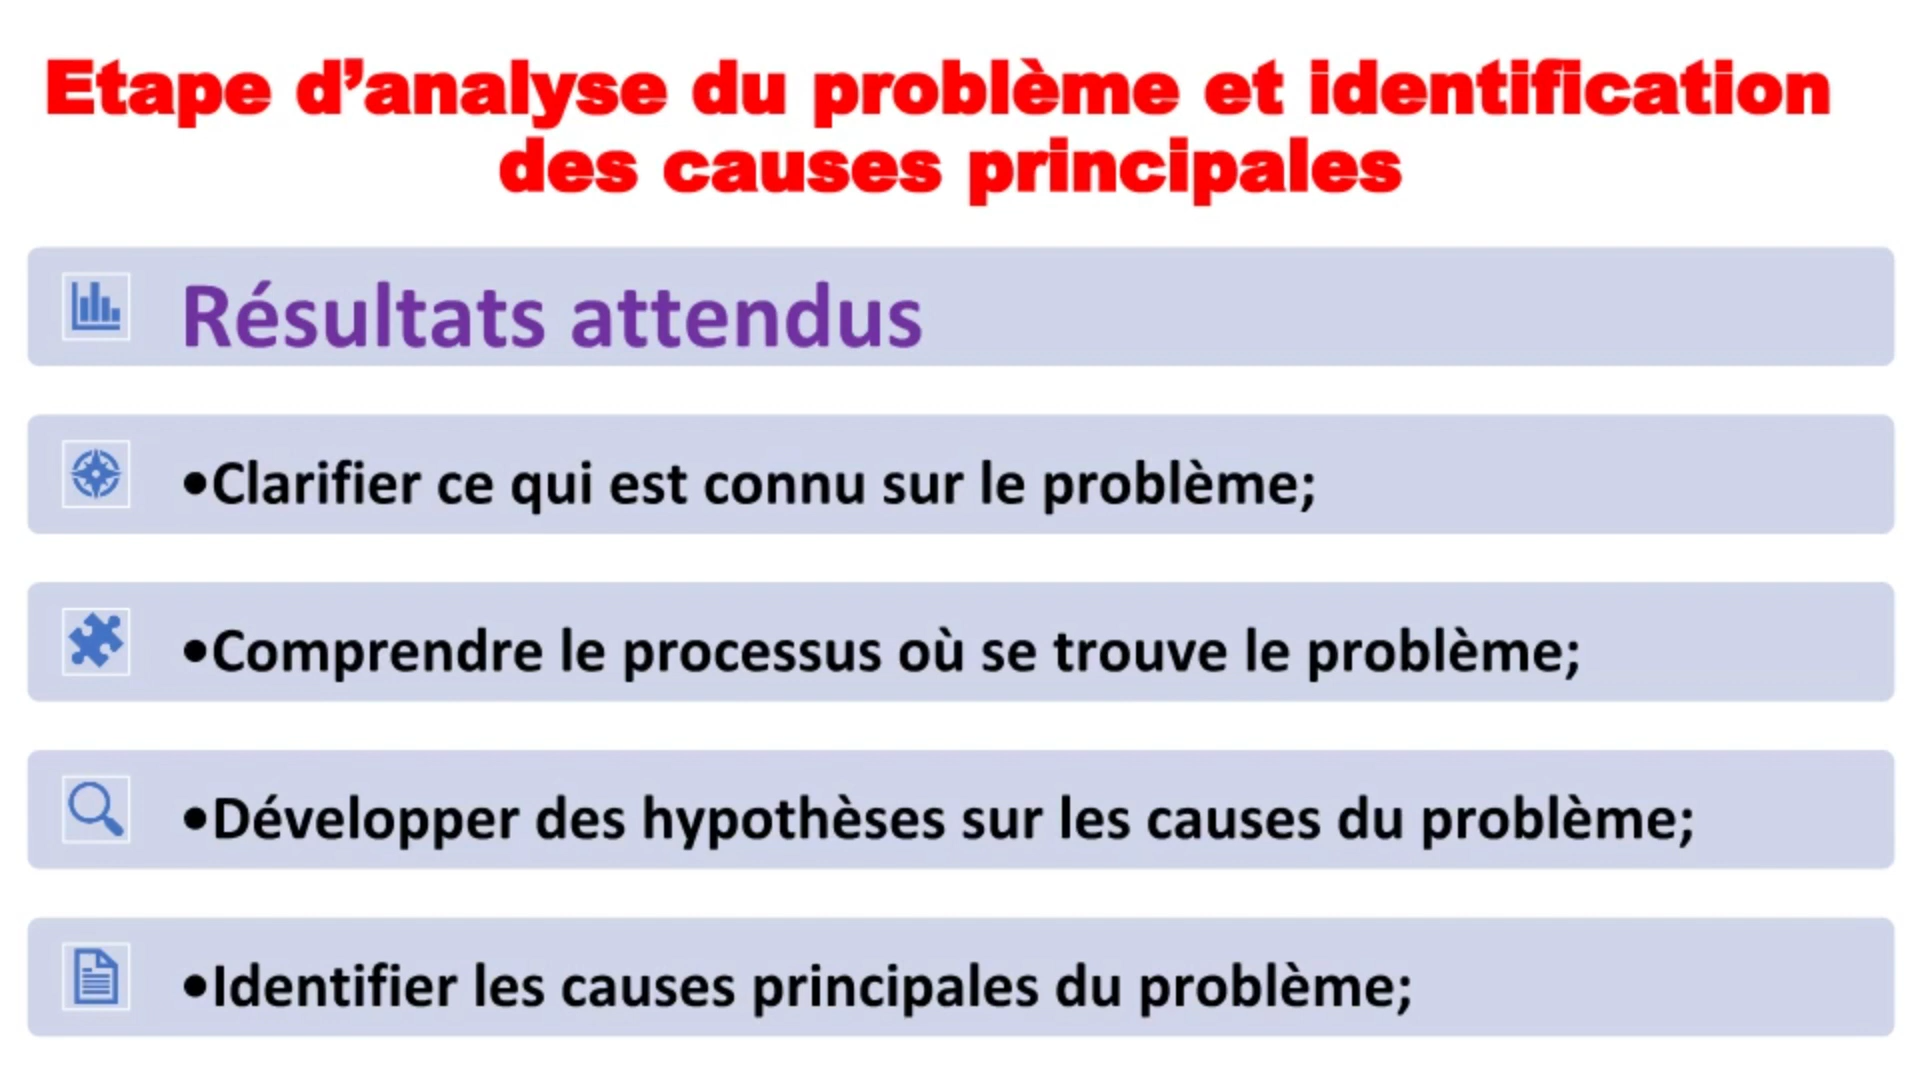 Etape d’analyse du problème et identification
des causes principales
Résultats attendus
•Clarifier ce qui est connu sur le problème;
•Comprendre le processus où se trouve le problème;
•Développer des hypothèses sur les causes du problème;
•Identifier les causes principales du problème;